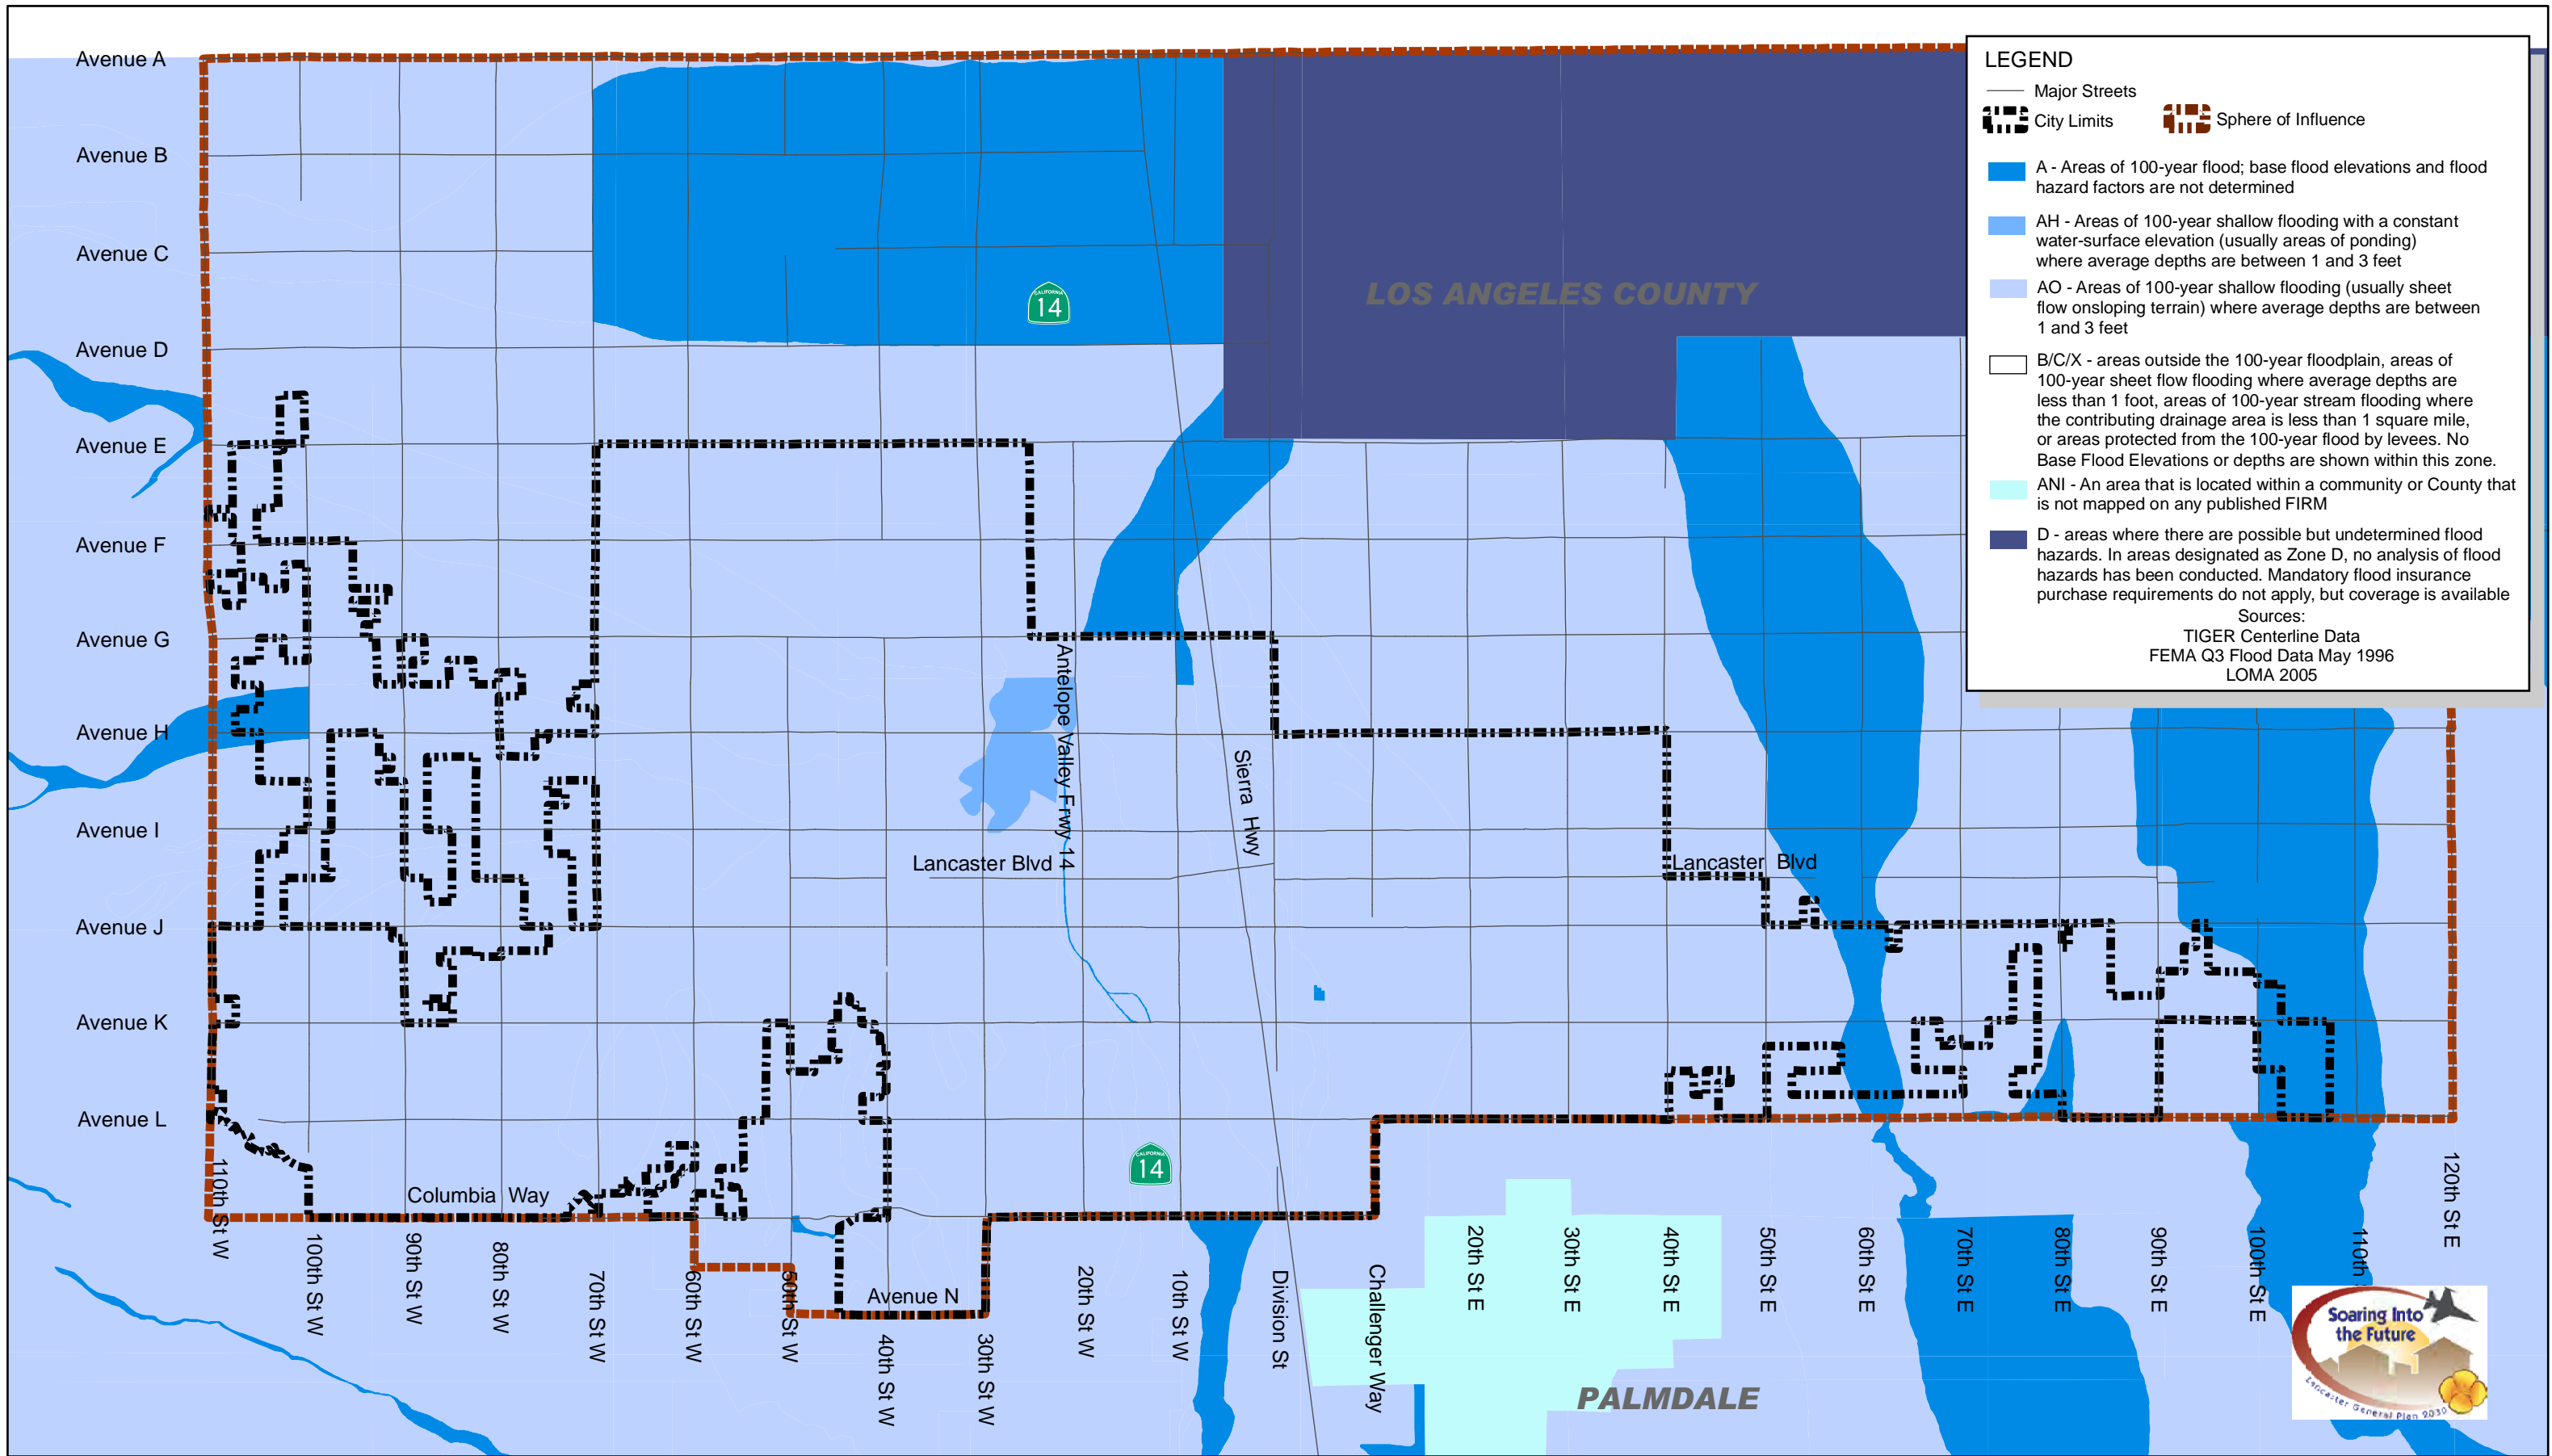 Avenue A
Avenue B
Avenue C
Avenue D
Avenue E
Avenue F
Avenue G
Avenue H
Avenue I
Avenue J
Avenue K
Avenue L
LOS ANGELES COUNTY
CALIFORNIA
14
Antelope Valley Frwy 14
Sierra Hwy
Lancaster Blvd
Lancaster Blvd
CALIFORNIA
14
Columbia Way
Avenue N
110th St W
100th St W
90th St W
80th St W
70th St W
60th St W
50th St W
40th St W
30th St W
20th St W
10th St W
Division St
Challenger Way
20th St E
30th St E
40th St E
50th St E
60th St E
70th St E
80th St E
90th St E
100th St E
110th
120th St E
PALMDALE
LEGEND
Major Streets
City Limits
Sphere of Influence
A - Areas of 100-year flood; base flood elevations and flood
hazard factors are not determined
AH - Areas of 100-year shallow flooding with a constant
water-surface elevation (usually areas of ponding)
where average depths are between 1 and 3 feet
AO - Areas of 100-year shallow flooding (usually sheet
flow onsloping terrain) where average depths are between
1 and 3 feet
B/C/X - areas outside the 100-year floodplain, areas of
100-year sheet flow flooding where average depths are
less than 1 foot, areas of 100-year stream flooding where
the contributing drainage area is less than 1 square mile,
or areas protected from the 100-year flood by levees. No
Base Flood Elevations or depths are shown within this zone.
ANI - An area that is located within a community or County that
is not mapped on any published FIRM
D - areas where there are possible but undetermined flood
hazards. In areas designated as Zone D, no analysis of flood
hazards has been conducted. Mandatory flood insurance
purchase requirements do not apply, but coverage is available
Sources:
TIGER Centerline Data
FEMA Q3 Flood Data May 1996
LOMA 2005
Soaring Into
the Future
Lancaster General Plan 2030